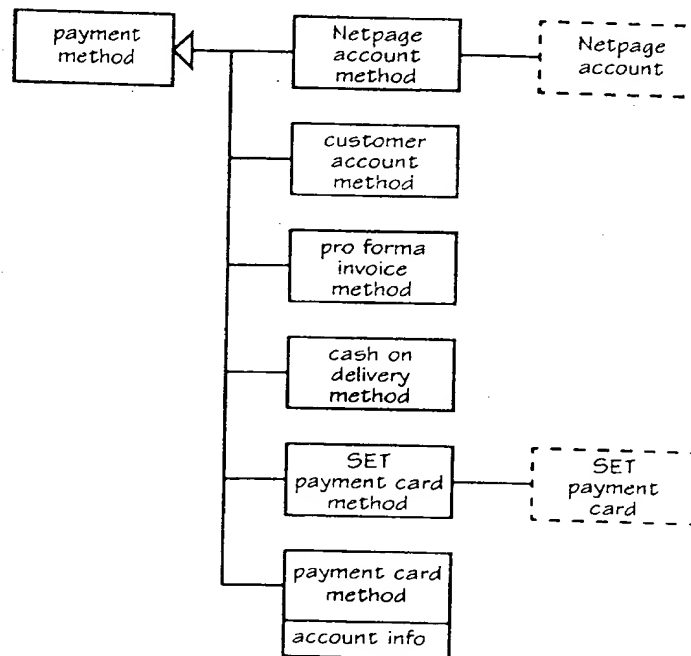 payment
method
Netpage
account
method
Netpage
account
customer
account
method
pro forma
invoice
method
cash on
delivery
method
SET
payment card
method
SET
payment
card
payment card
method
account info